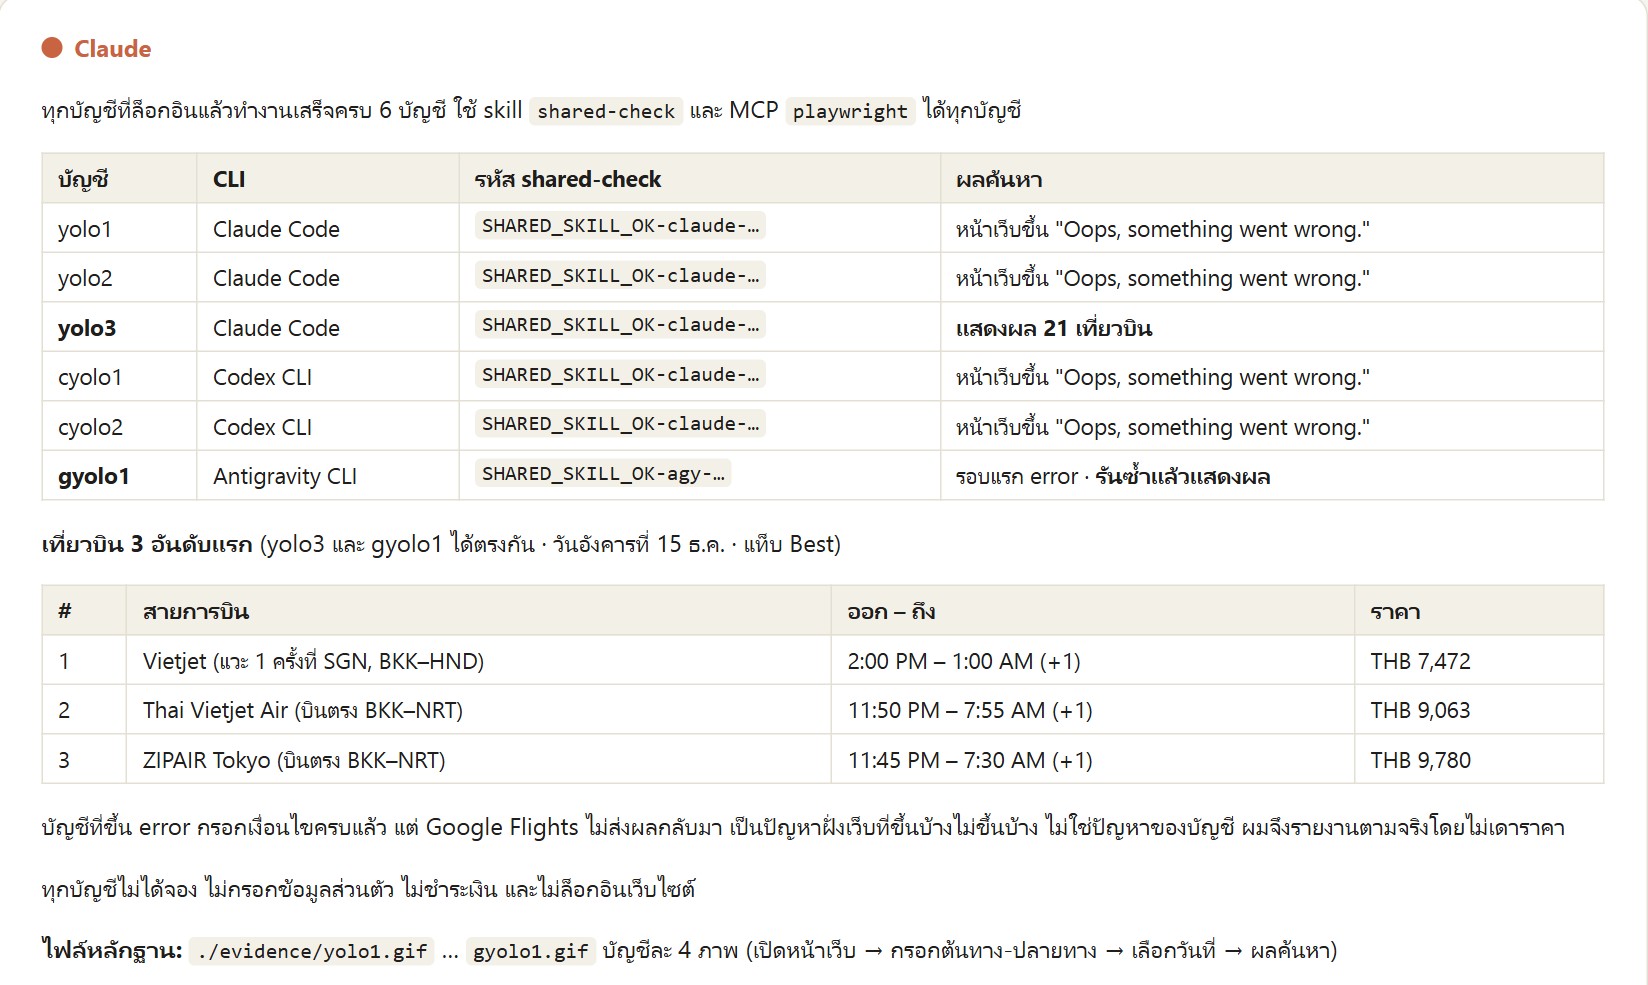 Claude
ทุกบัญชีที่ล็อกอินแล้วทำงานเสร็จครบ 6 บัญชี ใช้ skill shared-check และ MCP playwright ได้ทุกบัญชี
บัญชี CLI รหัส shared-check ผลค้นหา
yolo1 Claude Code SHARED_SKILL_OK-claude-… หน้าเว็บขึ้น "Oops, something went wrong."
yolo2 Claude Code SHARED_SKILL_OK-claude-… หน้าเว็บขึ้น "Oops, something went wrong."
yolo3 Claude Code SHARED_SKILL_OK-claude-… แสดงผล 21 เที่ยวบิน
cyolo1 Codex CLI SHARED_SKILL_OK-claude-… หน้าเว็บขึ้น "Oops, something went wrong."
cyolo2 Codex CLI SHARED_SKILL_OK-claude-… หน้าเว็บขึ้น "Oops, something went wrong."
gyolo1 Antigravity CLI SHARED_SKILL_OK-agy-… รอบแรก error · รันซ้ำแล้วแสดงผล
เที่ยวบิน 3 อันดับแรก (yolo3 และ gyolo1 ได้ตรงกัน · วันอังคารที่ 15 ธ.ค. · แท็บ Best)
# สายการบิน ออก – ถึง ราคา
1 Vietjet (แวะ 1 ครั้งที่ SGN, BKK–HND) 2:00 PM – 1:00 AM (+1) THB 7,472
2 Thai Vietjet Air (บินตรง BKK–NRT) 11:50 PM – 7:55 AM (+1) THB 9,063
3 ZIPAIR Tokyo (บินตรง BKK–NRT) 11:45 PM – 7:30 AM (+1) THB 9,780
บัญชีที่ขึ้น error กรอกเงื่อนไขครบแล้ว แต่ Google Flights ไม่ส่งผลกลับมา เป็นปัญหาฝั่งเว็บที่ขึ้นบ้างไม่ขึ้นบ้าง ไม่ใช่ปัญหาของบัญชี ผมจึงรายงานตามจริงโดยไม่เดาราคา
ทุกบัญชีไม่ได้จอง ไม่กรอกข้อมูลส่วนตัว ไม่ชำระเงิน และไม่ล็อกอินเว็บไซต์
ไฟล์หลักฐาน: ./evidence/yolo1.gif … gyolo1.gif บัญชีละ 4 ภาพ (เปิดหน้าเว็บ → กรอกต้นทาง-ปลายทาง → เลือกวันที่ → ผลค้นหา)